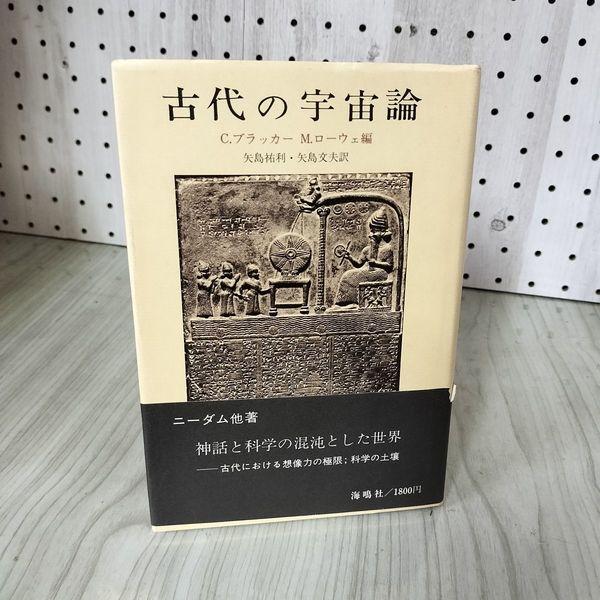 古代の宇宙論
C.ブラッカー M.ローウェ編
矢島祐利・矢島文夫訳
ニーダム他著
神話と科学の混沌とした世界
――古代における想像力の極限；科学の土壌
海鳴社/1800円